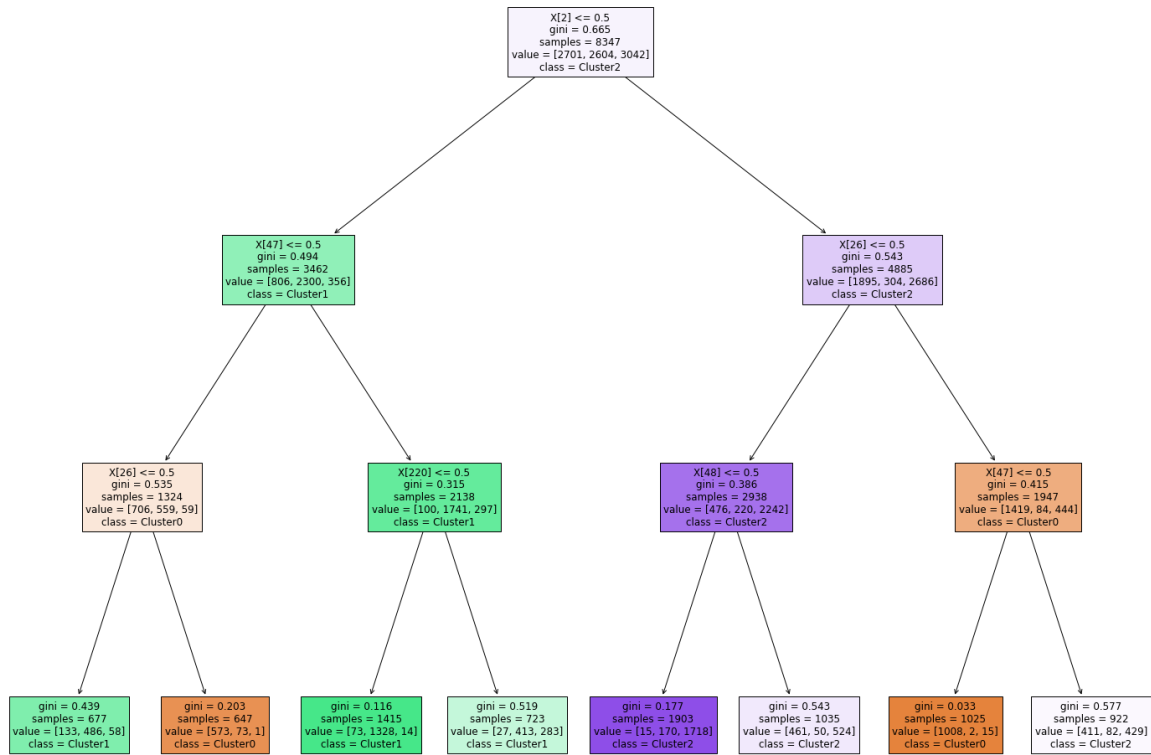 X[2] <= 0.5
gini = 0.665
samples = 8347
value = [2701, 2604, 3042]
class = Cluster2
X[47] <= 0.5
gini = 0.494
samples = 3462
value = [806, 2300, 356]
class = Cluster1
X[26] <= 0.5
gini = 0.543
samples = 4885
value = [1895, 304, 2686]
class = Cluster2
X[26] <= 0.5
gini = 0.535
samples = 1324
value = [706, 559, 59]
class = Cluster0
X[220] <= 0.5
gini = 0.315
samples = 2138
value = [100, 1741, 297]
class = Cluster1
X[48] <= 0.5
gini = 0.386
samples = 2938
value = [476, 220, 2242]
class = Cluster2
X[47] <= 0.5
gini = 0.415
samples = 1947
value = [1419, 84, 444]
class = Cluster0
gini = 0.439
samples = 677
value = [133, 486, 58]
class = Cluster1
gini = 0.203
samples = 647
value = [573, 73, 1]
class = Cluster0
gini = 0.116
samples = 1415
value = [73, 1328, 14]
class = Cluster1
gini = 0.519
samples = 723
value = [27, 413, 283]
class = Cluster1
gini = 0.177
samples = 1903
value = [15, 170, 1718]
class = Cluster2
gini = 0.543
samples = 1035
value = [461, 50, 524]
class = Cluster2
gini = 0.033
samples = 1025
value = [1008, 2, 15]
class = Cluster0
gini = 0.577
samples = 922
value = [411, 82, 429]
class = Cluster2